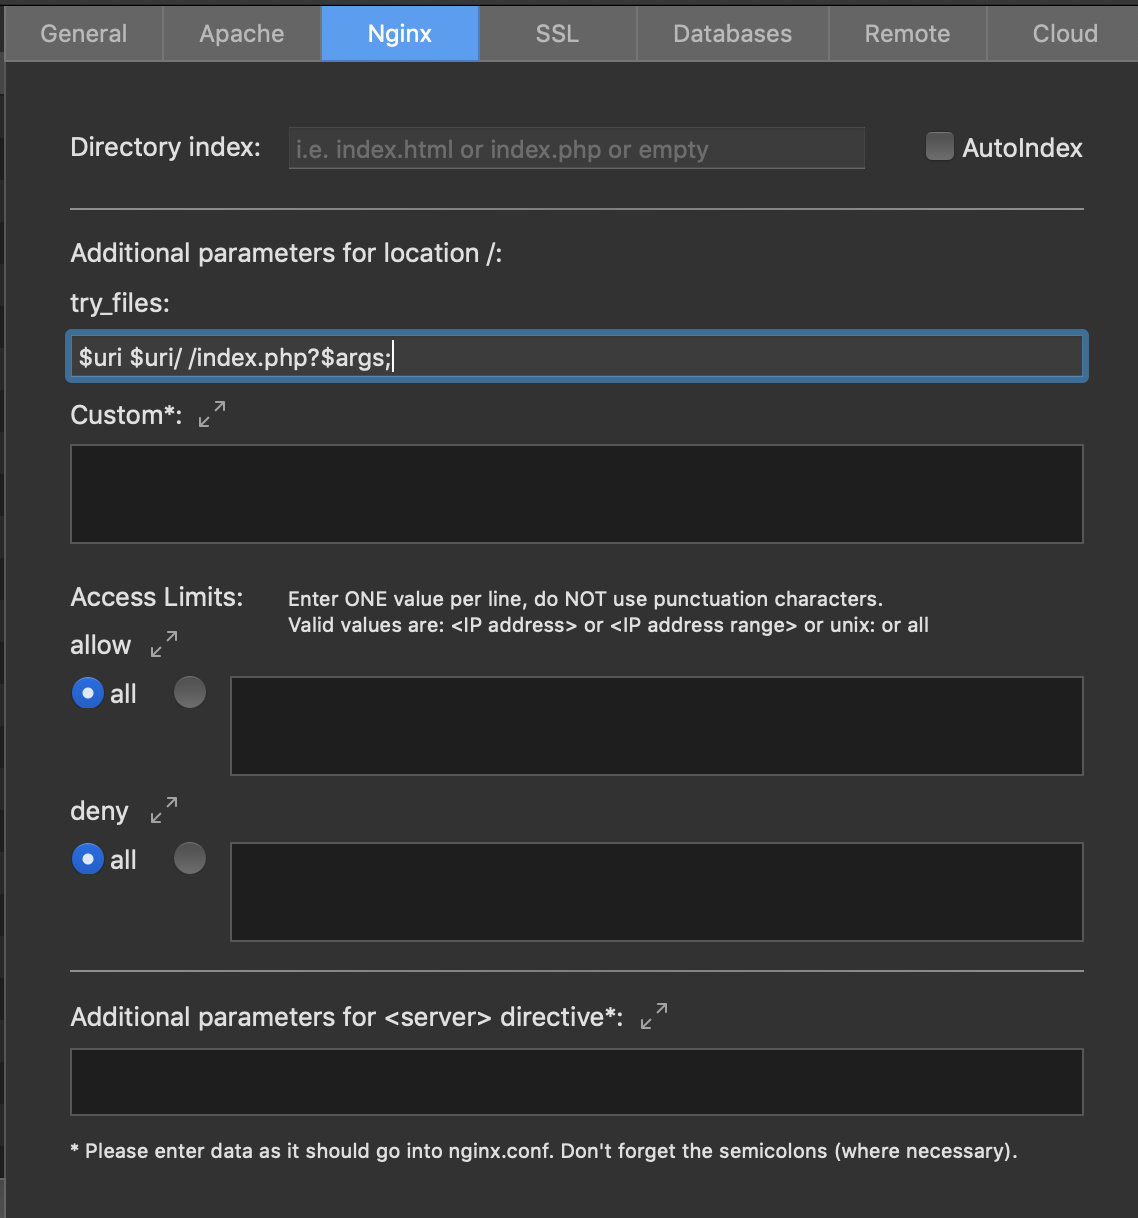 General Apache Nginx SSL Databases Remote Cloud
Directory index: i.e. index.html or index.php or empty AutoIndex
Additional parameters for location /:
try_files:
$uri $uri/ /index.php?$args;
Custom*:
Access Limits: Enter ONE value per line, do NOT use punctuation characters.
Valid values are: <IP address> or <IP address range> or unix: or all
allow
all
deny
all
Additional parameters for <server> directive*:
* Please enter data as it should go into nginx.conf. Don't forget the semicolons (where necessary).